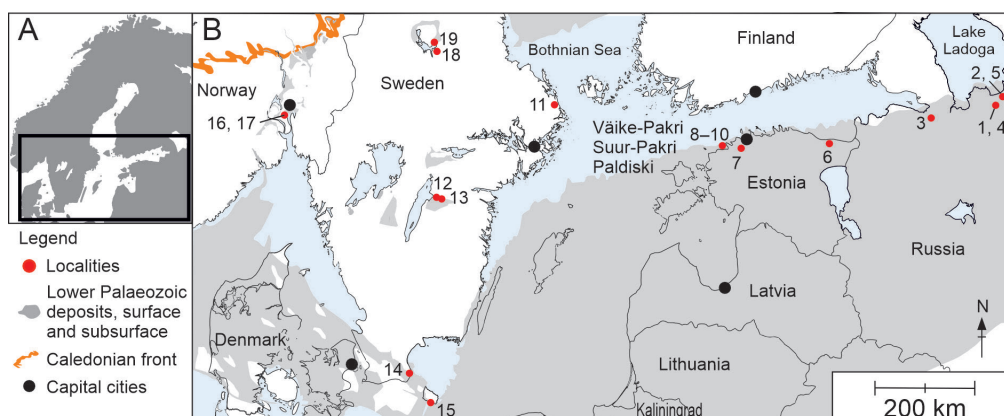 A
B
Norway
Sweden
Bothnian Sea
Finland
Lake
Ladoga
19
18
16, 17
11
2, 5
1, 4
3
Väike-Pakri
Suur-Pakri
Paldiski
8–10
7
6
Estonia
12
13
Russia
Legend
Localities
Lower Palaeozoic
deposits, surface
and subsurface
Caledonian front
Capital cities
Denmark
Latvia
Lithuania
Kaliningrad
14
15
N
200 km